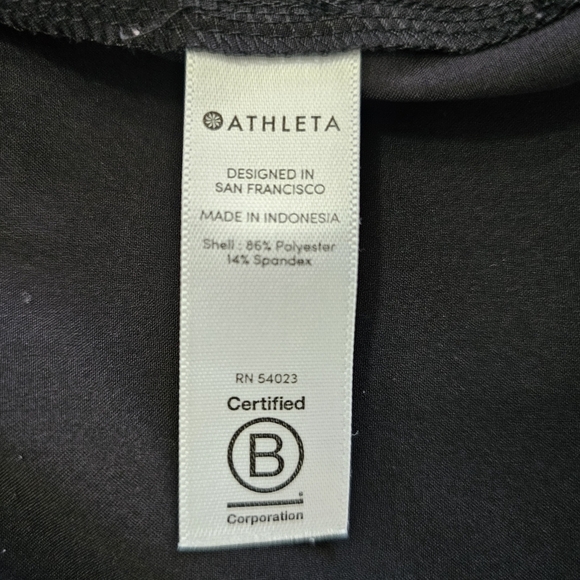 ATHLETA
DESIGNED IN
SAN FRANCISCO
MADE IN INDONESIA
Shell : 86% Polyester
14% Spandex
RN 54023
Certified
B
Corporation